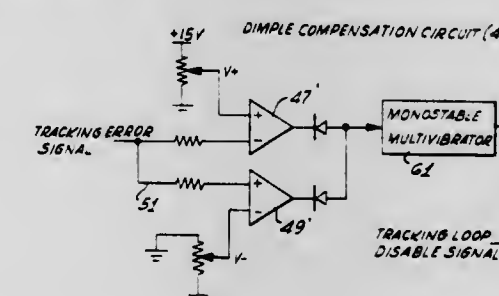 DIMPLE COMPENSATION CIRCUIT (4
+15V
V+
47'
MONOSTABLE
MULTIVIBRATOR
61
TRACKING ERROR
SIGNAL
+
-
51
+
-
49'
V-
TRACKING LOOP
DISABLE SIGNAL